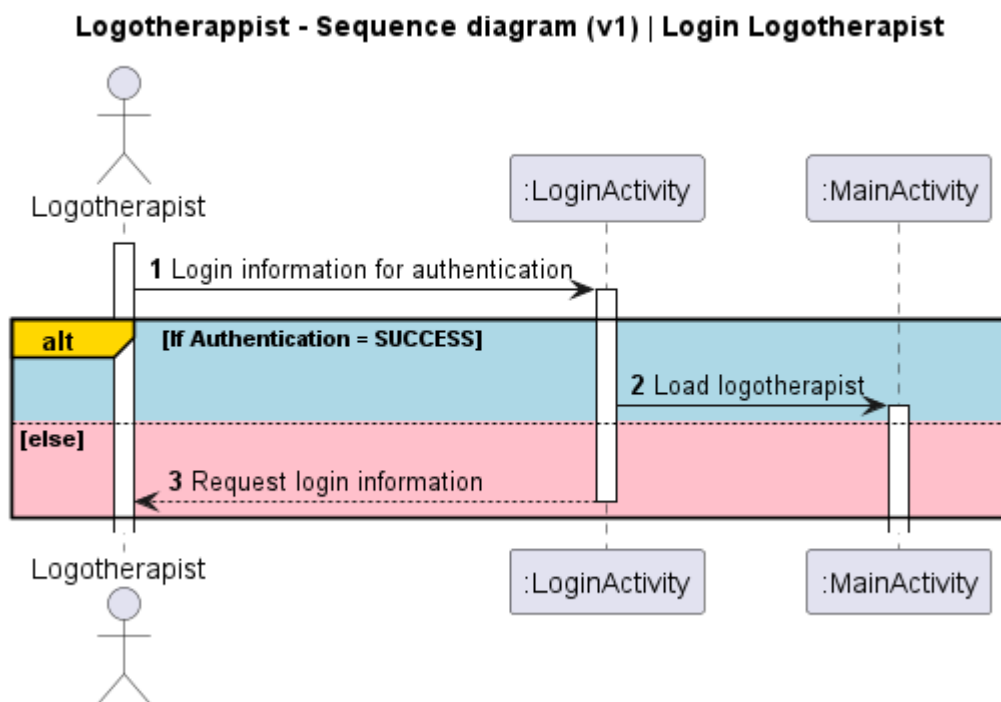 Logotherappist - Sequence diagram (v1) | Login Logotherapist
Logotherapist
:LoginActivity
:MainActivity
1 Login information for authentication
alt
[If Authentication = SUCCESS]
2 Load logotherapist
[else]
3 Request login information
Logotherapist
:LoginActivity
:MainActivity